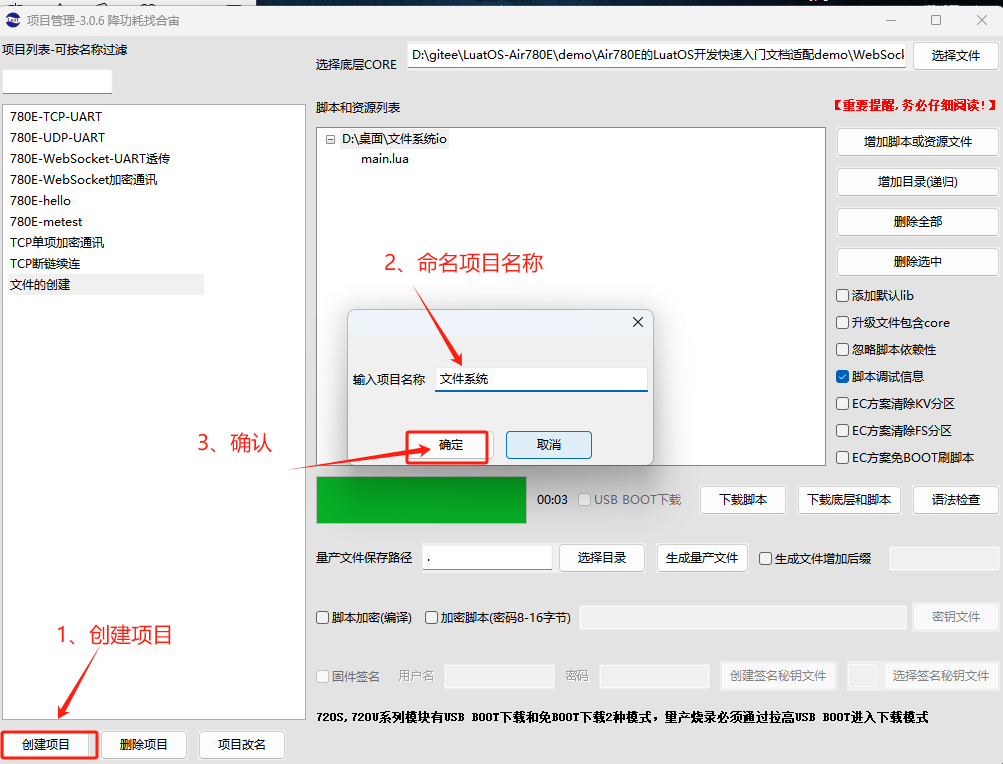 项目管理-3.0.6 降功耗找合宙
项目列表-可按名称过滤
选择底层CORE
D:\gitee\LuatOS-Air780E\demo\Air780E的LuatOS开发快速入门文档适配demo\WebSock
选择文件
脚本和资源列表
【重要提醒,务必仔细阅读!】
780E-TCP-UART
780E-UDP-UART
780E-WebSocket-UART透传
780E-WebSocket加密通讯
780E-hello
780E-metest
TCP单项加密通讯
TCP断链续连
文件的创建
D:\桌面\文件系统io
main.lua
增加脚本或资源文件
增加目录(递归)
删除全部
删除选中
添加默认lib
升级文件包含core
忽略脚本依赖性
脚本调试信息
EC方案清除KV分区
EC方案清除FS分区
EC方案免BOOT刷脚本
2、命名项目名称
输入项目名称
文件系统
确定
取消
3、确认
00:03
USB BOOT下载
下载脚本
下载底层和脚本
语法检查
量产文件保存路径
.
选择目录
生成量产文件
生成文件增加后缀
脚本加密(编译)
加密脚本(密码8-16字节)
密钥文件
固件签名
用户名
密码
创建签名秘钥文件
选择签名秘钥文件
720S,720U系列模块有USB BOOT下载和免BOOT下载2种模式，量产烧录必须通过拉高USB BOOT进入下载模式
1、创建项目
创建项目
删除项目
项目改名